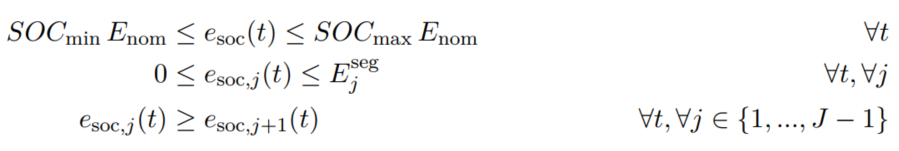 SOC_min E_nom ≤ e_soc(t) ≤ SOC_max E_nom ∀t
0 ≤ e_soc,j(t) ≤ E_j^seg ∀t, ∀j
e_soc,j(t) ≥ e_soc,j+1(t) ∀t, ∀j ∈ {1, ..., J − 1}